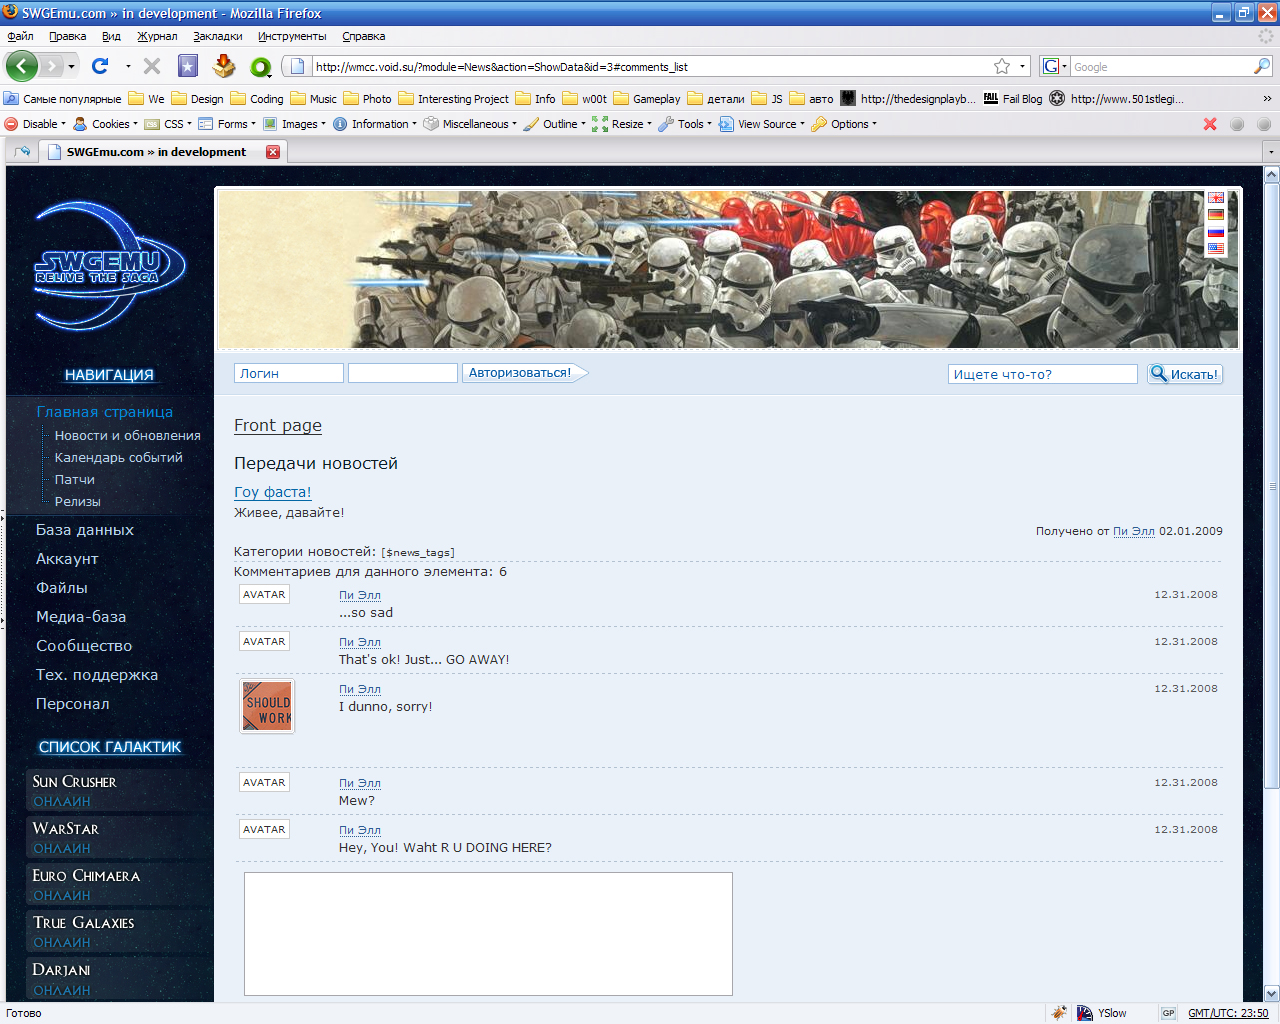 SWGEmu.com » in development - Mozilla Firefox
Файл Правка Вид Журнал Закладки Инструменты Справка
http://wmcc.void.su/?module=News&action=ShowData&id=3#comments_list
Google
Самые популярные We Design Coding Music Photo Interesting Project Info w00t Gameplay детали JS авто http://thedesignplayb... Fail Blog http://www.501stlegi... »
Disable Cookies CSS Forms Images Information Miscellaneous Outline Resize Tools View Source Options
SWGEmu.com » in development
SWGEMU
RELIVE THE SAGA
НАВИГАЦИЯ
Главная страница
Новости и обновления
Календарь событий
Патчи
Релизы
База данных
Аккаунт
Файлы
Медиа-база
Сообщество
Тех. поддержка
Персонал
СПИСОК ГАЛАКТИК
Sun Crusher
ОНЛАЙН
WarStar
ОНЛАЙН
Euro Chimaera
ОНЛАЙН
True Galaxies
ОНЛАЙН
Darjani
ОНЛАЙН
Логин
Авторизоваться!
Ищете что-то?
Искать!
Front page
Передачи новостей
Гоу фаста!
Живее, давайте!
Получено от Пи Элл 02.01.2009
Категории новостей: [$news_tags]
Комментариев для данного элемента: 6
AVATAR Пи Элл 12.31.2008
...so sad
AVATAR Пи Элл 12.31.2008
That's ok! Just... GO AWAY!
SHOULD
WORK
Пи Элл 12.31.2008
I dunno, sorry!
AVATAR Пи Элл 12.31.2008
Mew?
AVATAR Пи Элл 12.31.2008
Hey, You! Waht R U DOING HERE?
Готово
YSlow
GP
GMT/UTC: 23:50